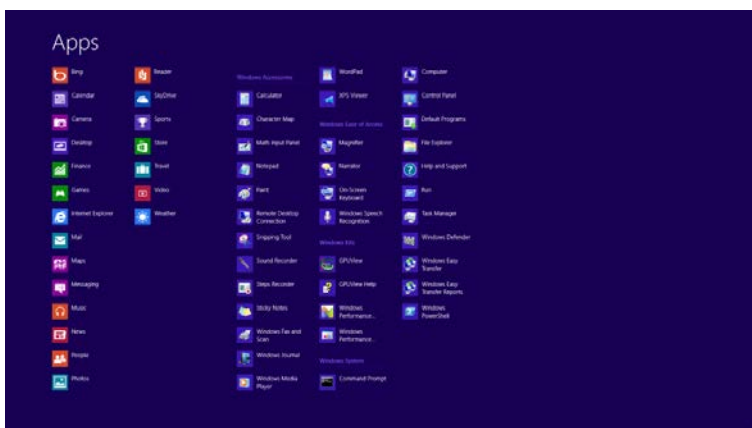 Apps
Bing
Calendar
Camera
Desktop
Finance
Games
Internet Explorer
Mail
Maps
Messaging
Music
News
People
Photos
Reader
SkyDrive
Sports
Store
Travel
Video
Weather
Windows Accessories
Calculator
Character Map
Math Input Panel
Notepad
Paint
Remote Desktop
Connection
Snipping Tool
Sound Recorder
Steps Recorder
Sticky Notes
Windows Fax and
Scan
Windows Journal
Windows Media
Player
WordPad
XPS Viewer
Windows Ease of Access
Magnifier
Narrator
On-Screen
Keyboard
Windows Speech
Recognition
Windows Kits
GPUView
GPUView Help
Windows
Performance...
Windows
Performance...
Windows System
Command Prompt
Computer
Control Panel
Default Programs
File Explorer
Help and Support
Run
Task Manager
Windows Defender
Windows Easy
Transfer
Windows Easy
Transfer Reports
Windows
PowerShell